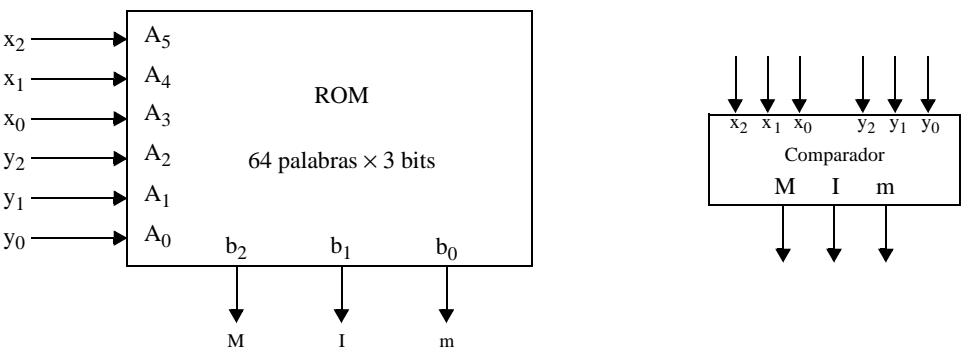 x₂ A₅
x₁ A₄
x₀ A₃
y₂ A₂
y₁ A₁
y₀ A₀
ROM
64 palabras × 3 bits
b₂ b₁ b₀
M I m
x₂ x₁ x₀ y₂ y₁ y₀
Comparador
M I m